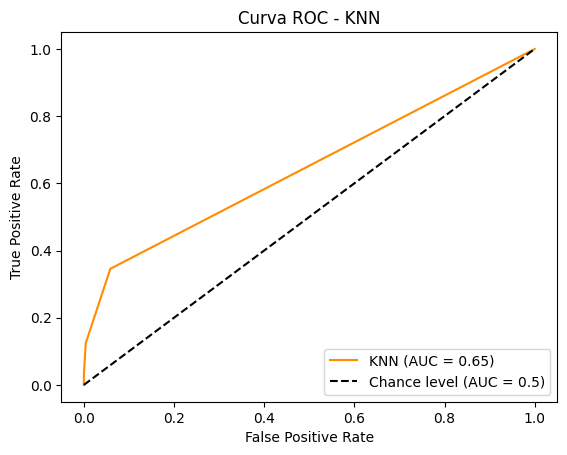 Curva ROC - KNN
True Positive Rate
1.0
0.8
0.6
0.4
0.2
0.0
KNN (AUC = 0.65)
Chance level (AUC = 0.5)
0.0 0.2 0.4 0.6 0.8 1.0
False Positive Rate